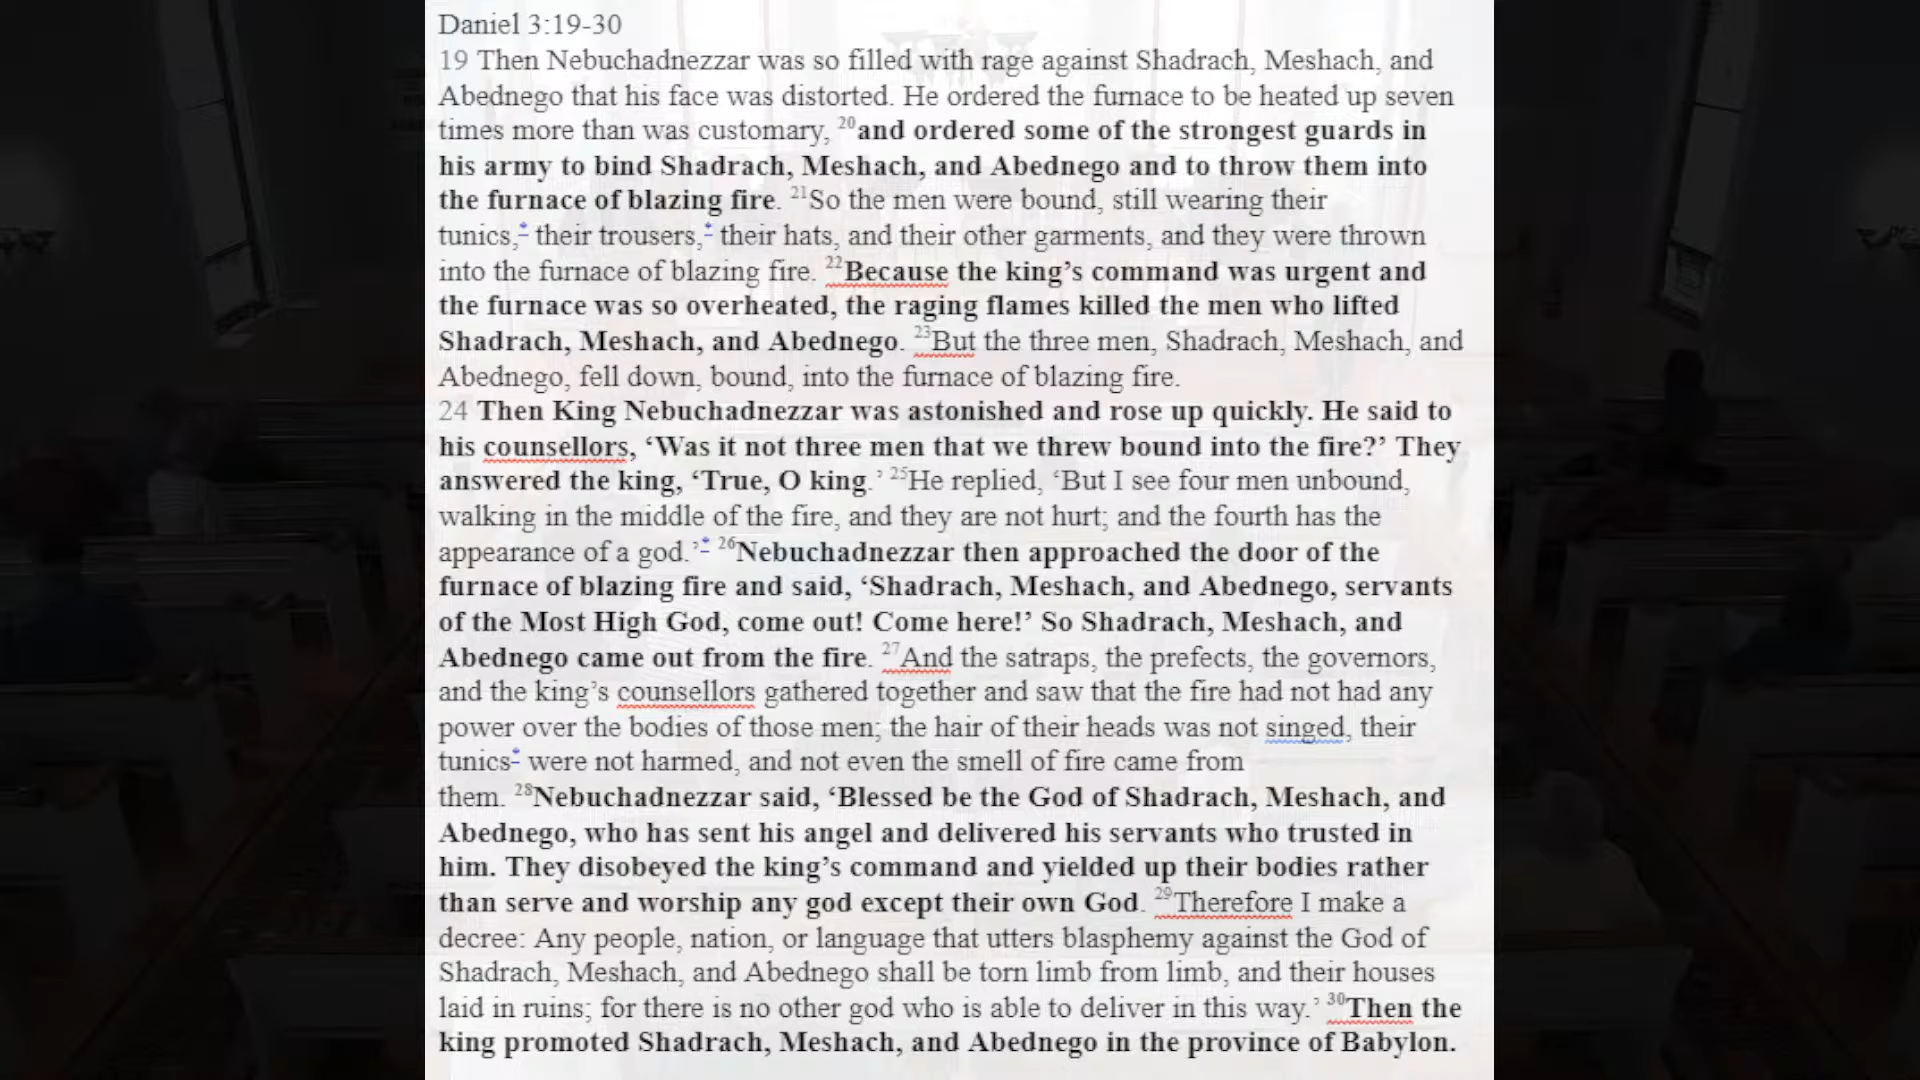 Daniel 3:19-30
19 Then Nebuchadnezzar was so filled with rage against Shadrach, Meshach, and
Abednego that his face was distorted. He ordered the furnace to be heated up seven
times more than was customary, 20and ordered some of the strongest guards in
his army to bind Shadrach, Meshach, and Abednego and to throw them into
the furnace of blazing fire. 21So the men were bound, still wearing their
tunics,* their trousers,* their hats, and their other garments, and they were thrown
into the furnace of blazing fire. 22Because the king’s command was urgent and
the furnace was so overheated, the raging flames killed the men who lifted
Shadrach, Meshach, and Abednego. 23But the three men, Shadrach, Meshach, and
Abednego, fell down, bound, into the furnace of blazing fire.
24 Then King Nebuchadnezzar was astonished and rose up quickly. He said to
his counsellors, ‘Was it not three men that we threw bound into the fire?’ They
answered the king, ‘True, O king.’ 25He replied, ‘But I see four men unbound,
walking in the middle of the fire, and they are not hurt; and the fourth has the
appearance of a god.’* 26Nebuchadnezzar then approached the door of the
furnace of blazing fire and said, ‘Shadrach, Meshach, and Abednego, servants
of the Most High God, come out! Come here!’ So Shadrach, Meshach, and
Abednego came out from the fire. 27And the satraps, the prefects, the governors,
and the king’s counsellors gathered together and saw that the fire had not had any
power over the bodies of those men; the hair of their heads was not singed, their
tunics* were not harmed, and not even the smell of fire came from
them. 28Nebuchadnezzar said, ‘Blessed be the God of Shadrach, Meshach, and
Abednego, who has sent his angel and delivered his servants who trusted in
him. They disobeyed the king’s command and yielded up their bodies rather
than serve and worship any god except their own God. 29Therefore I make a
decree: Any people, nation, or language that utters blasphemy against the God of
Shadrach, Meshach, and Abednego shall be torn limb from limb, and their houses
laid in ruins; for there is no other god who is able to deliver in this way.’ 30Then the
king promoted Shadrach, Meshach, and Abednego in the province of Babylon.